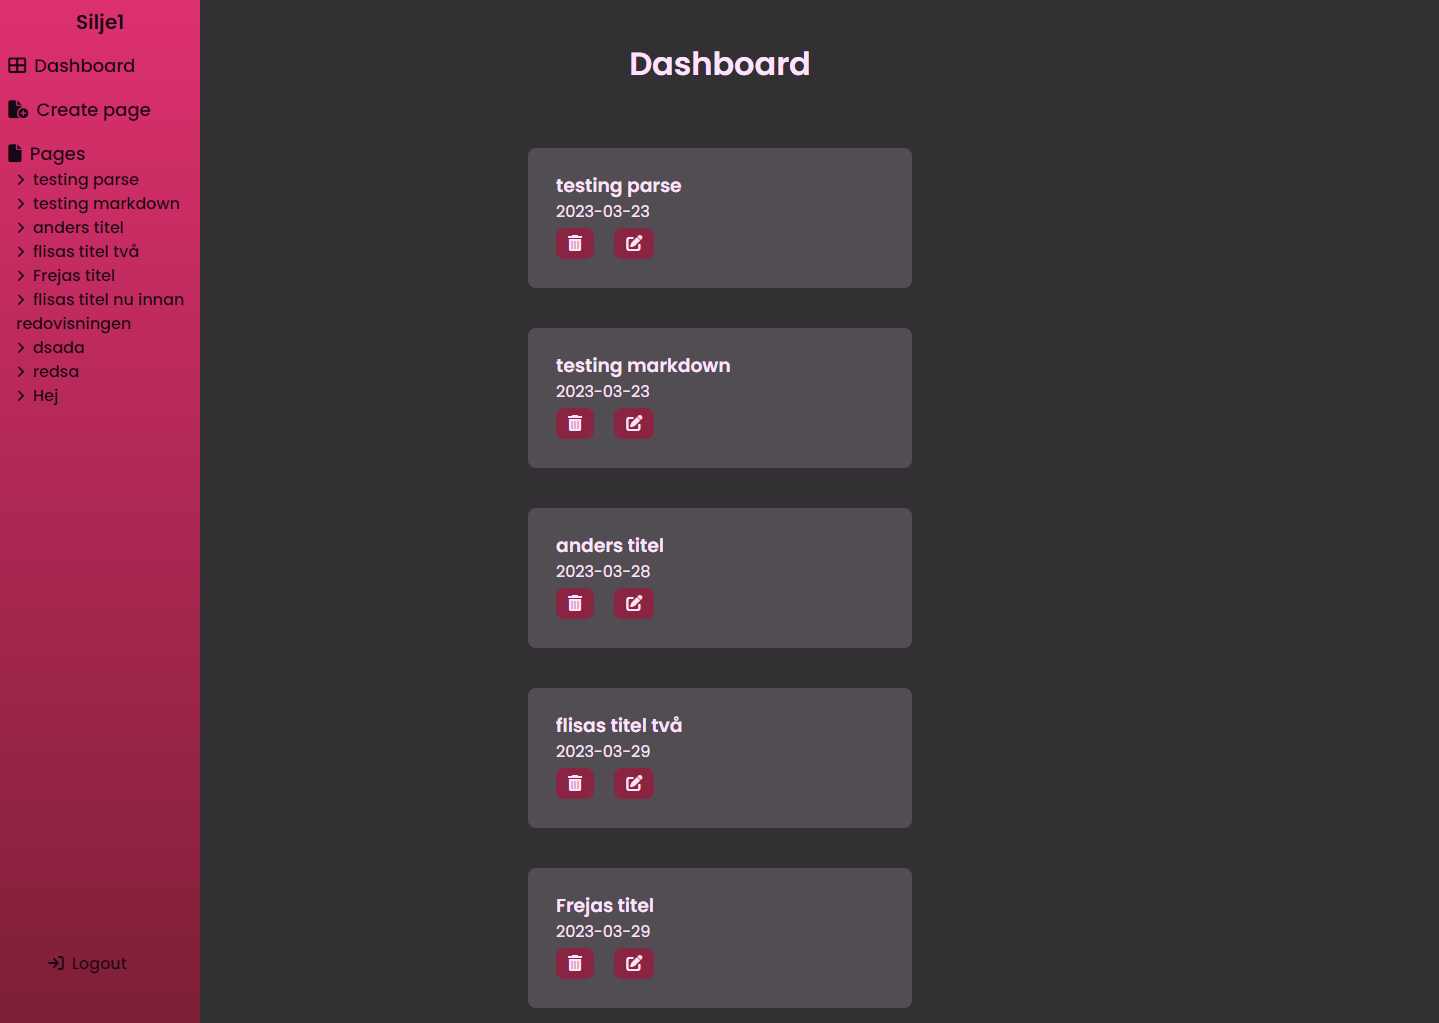 Silje1
Dashboard
Create page
Pages
testing parse
testing markdown
anders titel
flisas titel två
Frejas titel
flisas titel nu innan
redovisningen
dsada
redsa
Hej
Logout
Dashboard
testing parse
2023-03-23
testing markdown
2023-03-23
anders titel
2023-03-28
flisas titel två
2023-03-29
Frejas titel
2023-03-29